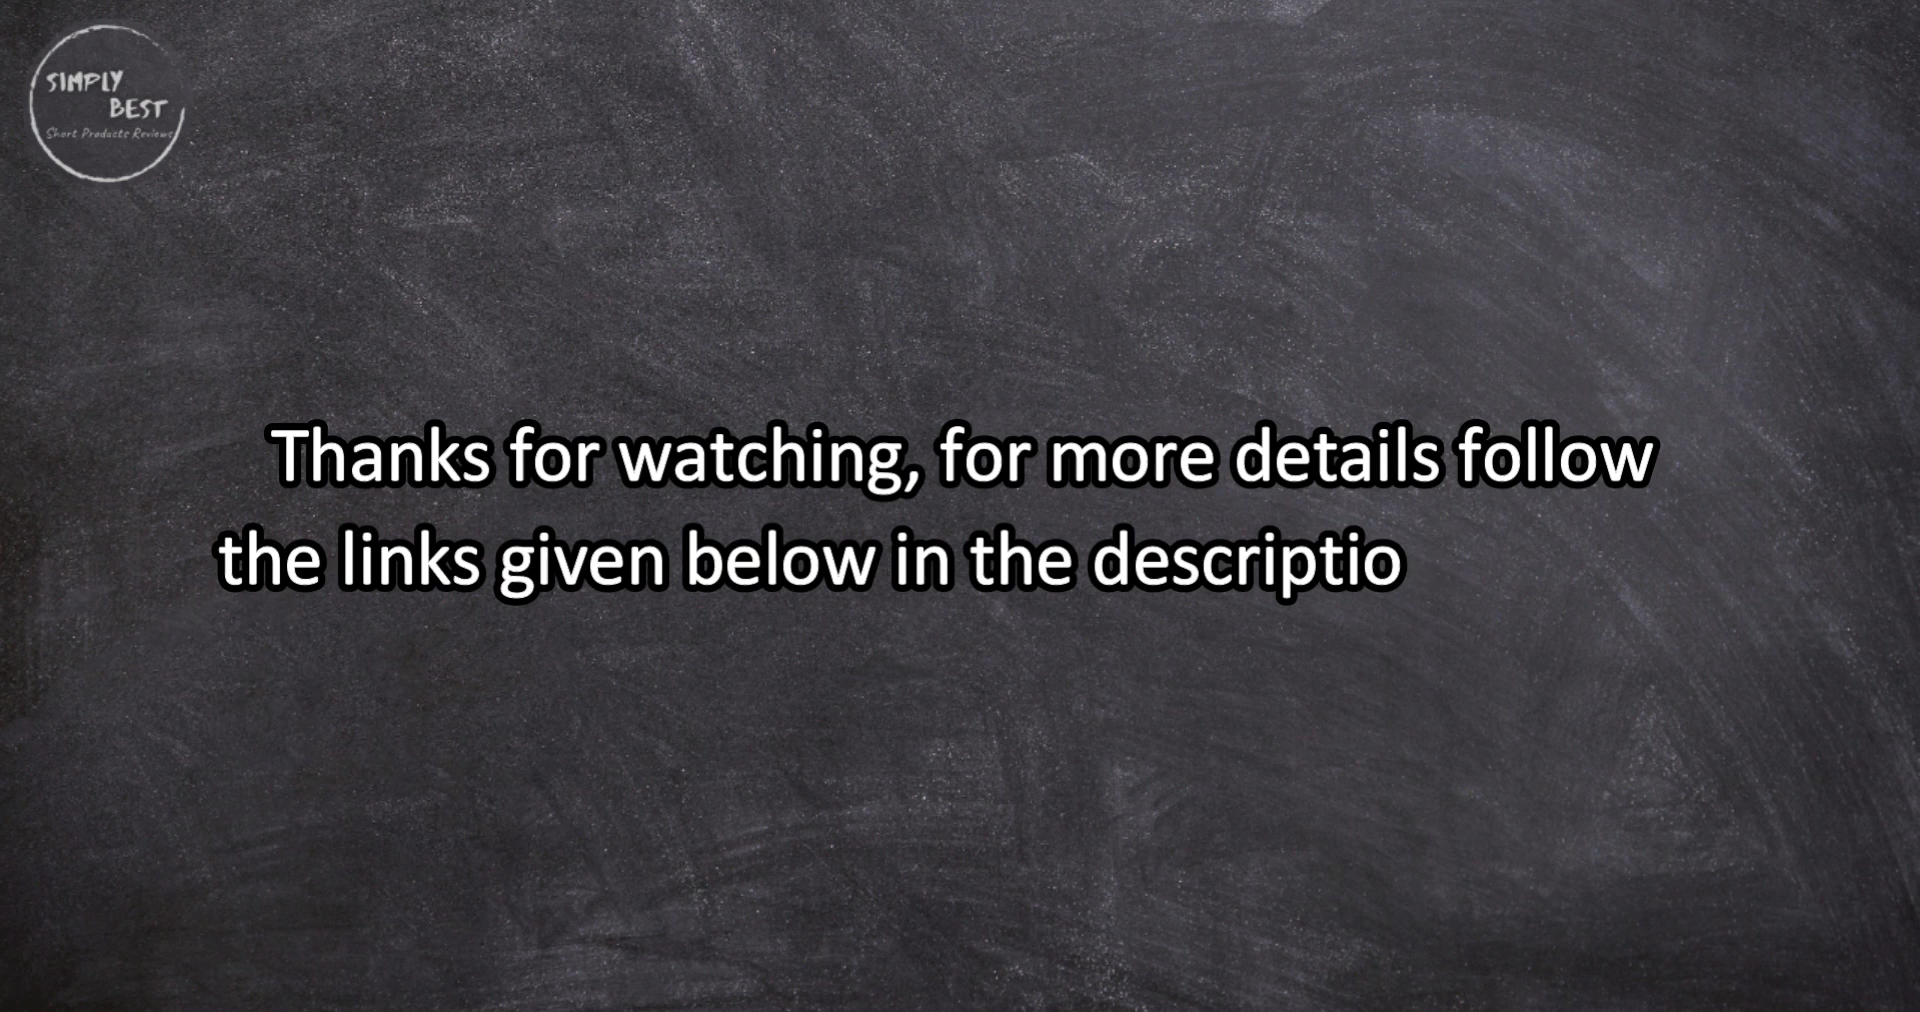 SIMPLY
BEST
Short Products Reviews
Thanks for watching, for more details follow
the links given below in the descriptio